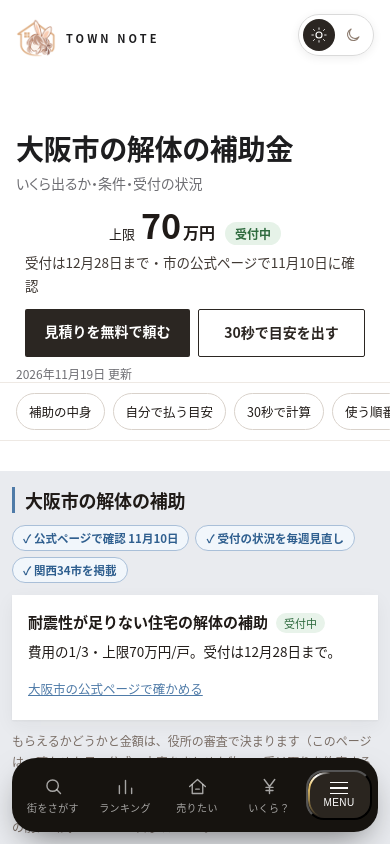 TOWN NOTE
大阪市の解体の補助金
いくら出るか・条件・受付の状況
上限 70万円 受付中
受付は12月28日まで・市の公式ページで11月10日に確
認
見積りを無料で頼む 30秒で目安を出す
2026年11月19日 更新
補助の中身 自分で払う目安 30秒で計算 使う順番
大阪市の解体の補助
✓ 公式ページで確認 11月10日 ✓ 受付の状況を毎週見直し
✓ 関西34市を掲載
耐震性が足りない住宅の解体の補助 受付中
費用の1/3・上限70万円/戸。受付は12月28日まで。
大阪市の公式ページで確かめる
もらえるかどうかと金額は、役所の審査で決まります（このページ
街をさがす ランキング 売りたい いくら？ MENU